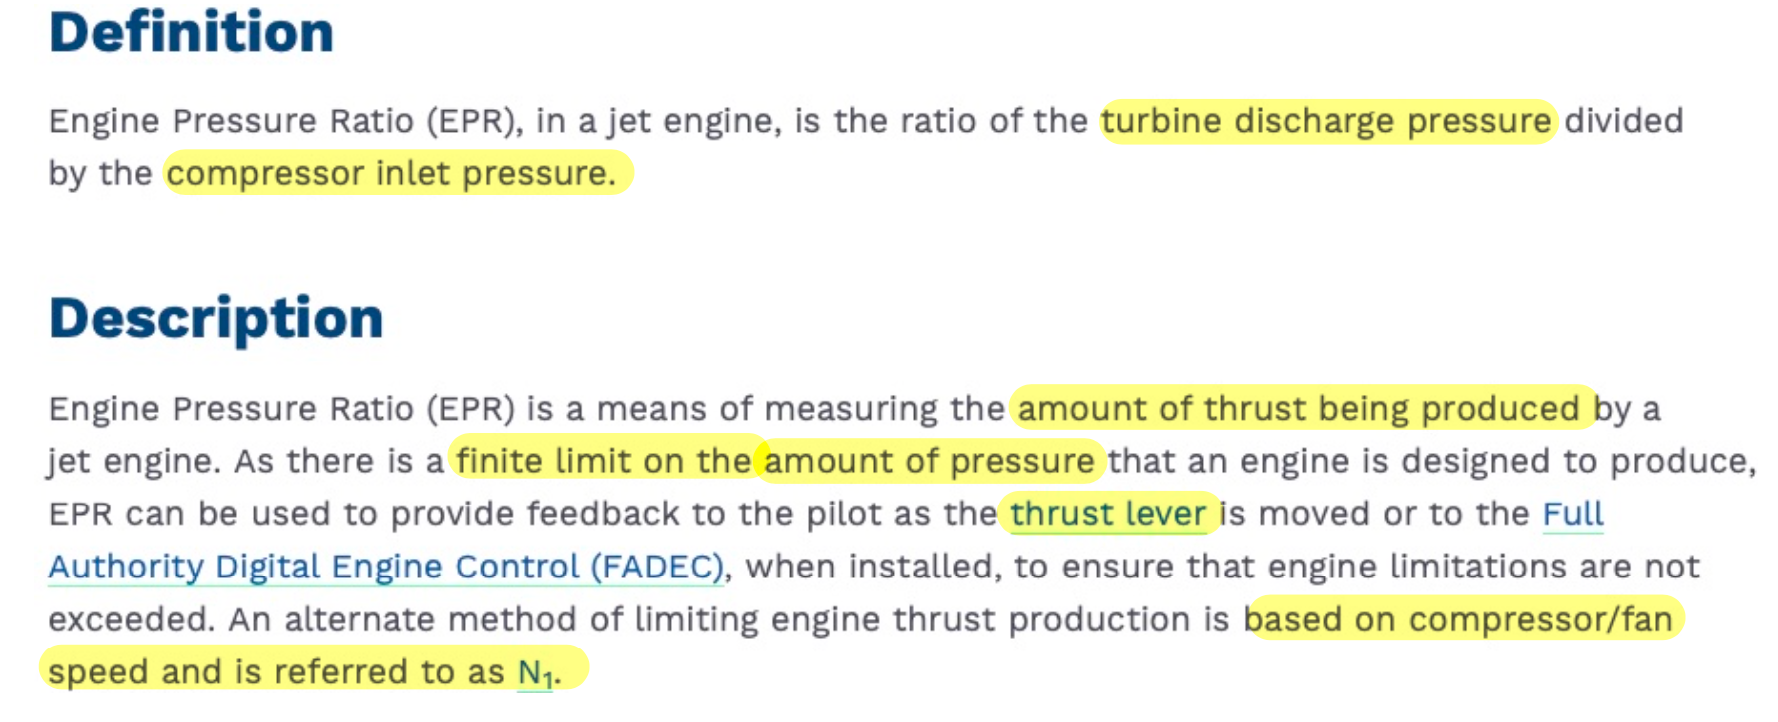 Definition
Engine Pressure Ratio (EPR), in a jet engine, is the ratio of the turbine discharge pressure divided
by the compressor inlet pressure.
Description
Engine Pressure Ratio (EPR) is a means of measuring the amount of thrust being produced by a
jet engine. As there is a finite limit on the amount of pressure that an engine is designed to produce,
EPR can be used to provide feedback to the pilot as the thrust lever is moved or to the Full
Authority Digital Engine Control (FADEC), when installed, to ensure that engine limitations are not
exceeded. An alternate method of limiting engine thrust production is based on compressor/fan
speed and is referred to as N₁.